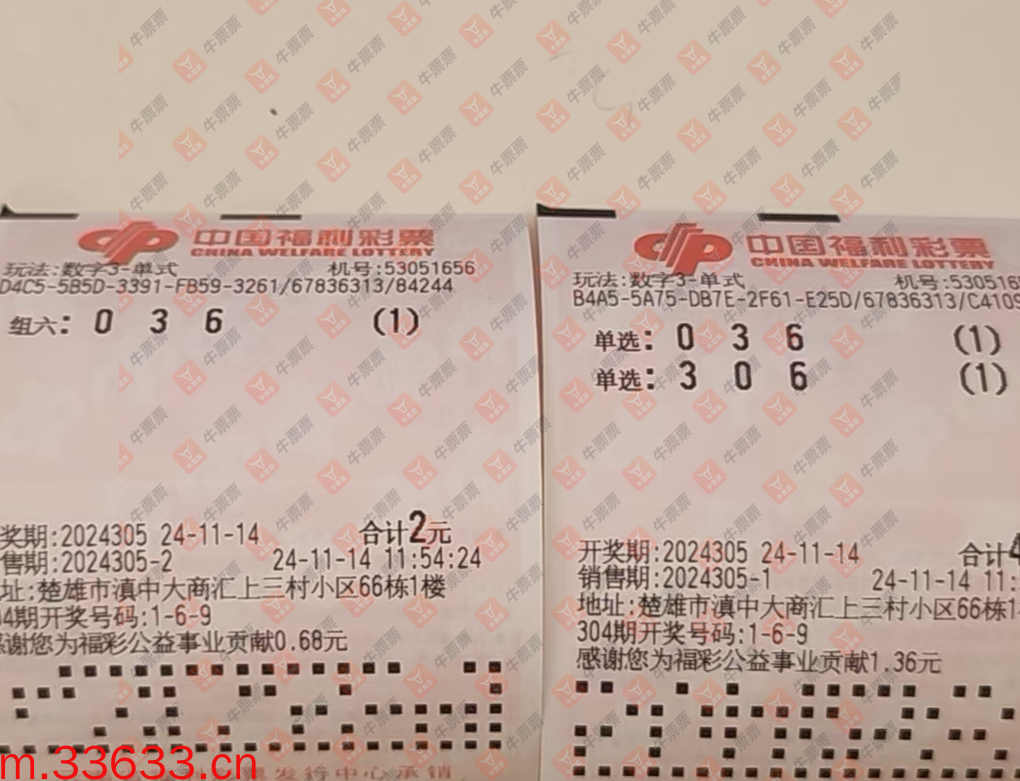 中国福利彩票
CHINA WELFARE LOTTERY
玩法:数字3-单式 机号:53051656
D4C5-5B5D-3391-FB59-3261/67836313/84244
组六: 0 3 6 (1)
奖期:2024305 24-11-14 合计2元
售期:2024305-2 24-11-14 11:54:24
址:楚雄市滇中大商汇上三村小区66栋1楼
04期开奖号码:1-6-9
感谢您为福彩公益事业贡献0.68元
中国福利彩票
CHINA WELFARE LOTTERY
玩法:数字3-单式 机号:530516
B4A5-5A75-DB7E-2F61-E25D/67836313/C4109
单选: 0 3 6 (1)
单选: 3 0 6 (1)
开奖期:2024305 24-11-14 合计4
销售期:2024305-1 24-11-14 11:
地址:楚雄市滇中大商汇上三村小区66栋1
304期开奖号码:1-6-9
感谢您为福彩公益事业贡献1.36元
m.33633.cn
发行中心承销
牛票票